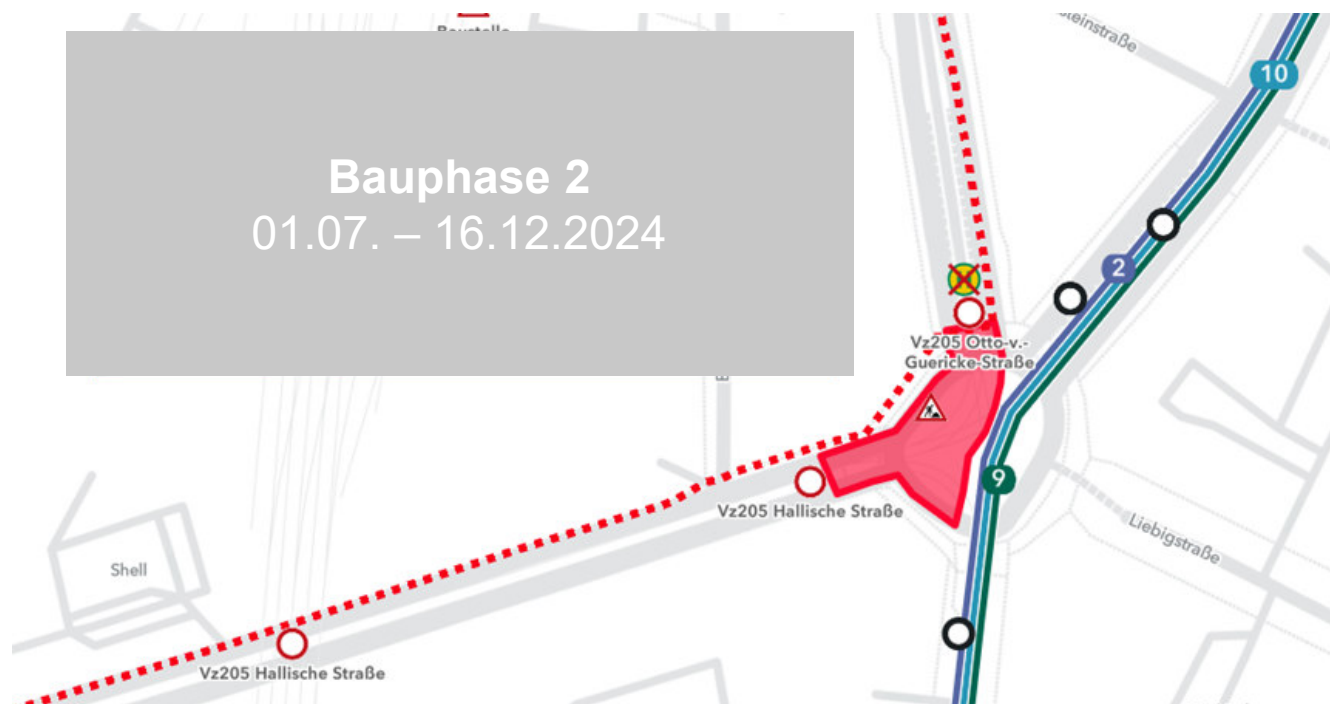 Bauphase 2
01.07. – 16.12.2024
10
2
Vz205 Otto-v.-
Guericke-Straße
9
Vz205 Hallische Straße
Liebigstraße
Shell
Vz205 Hallische Straße